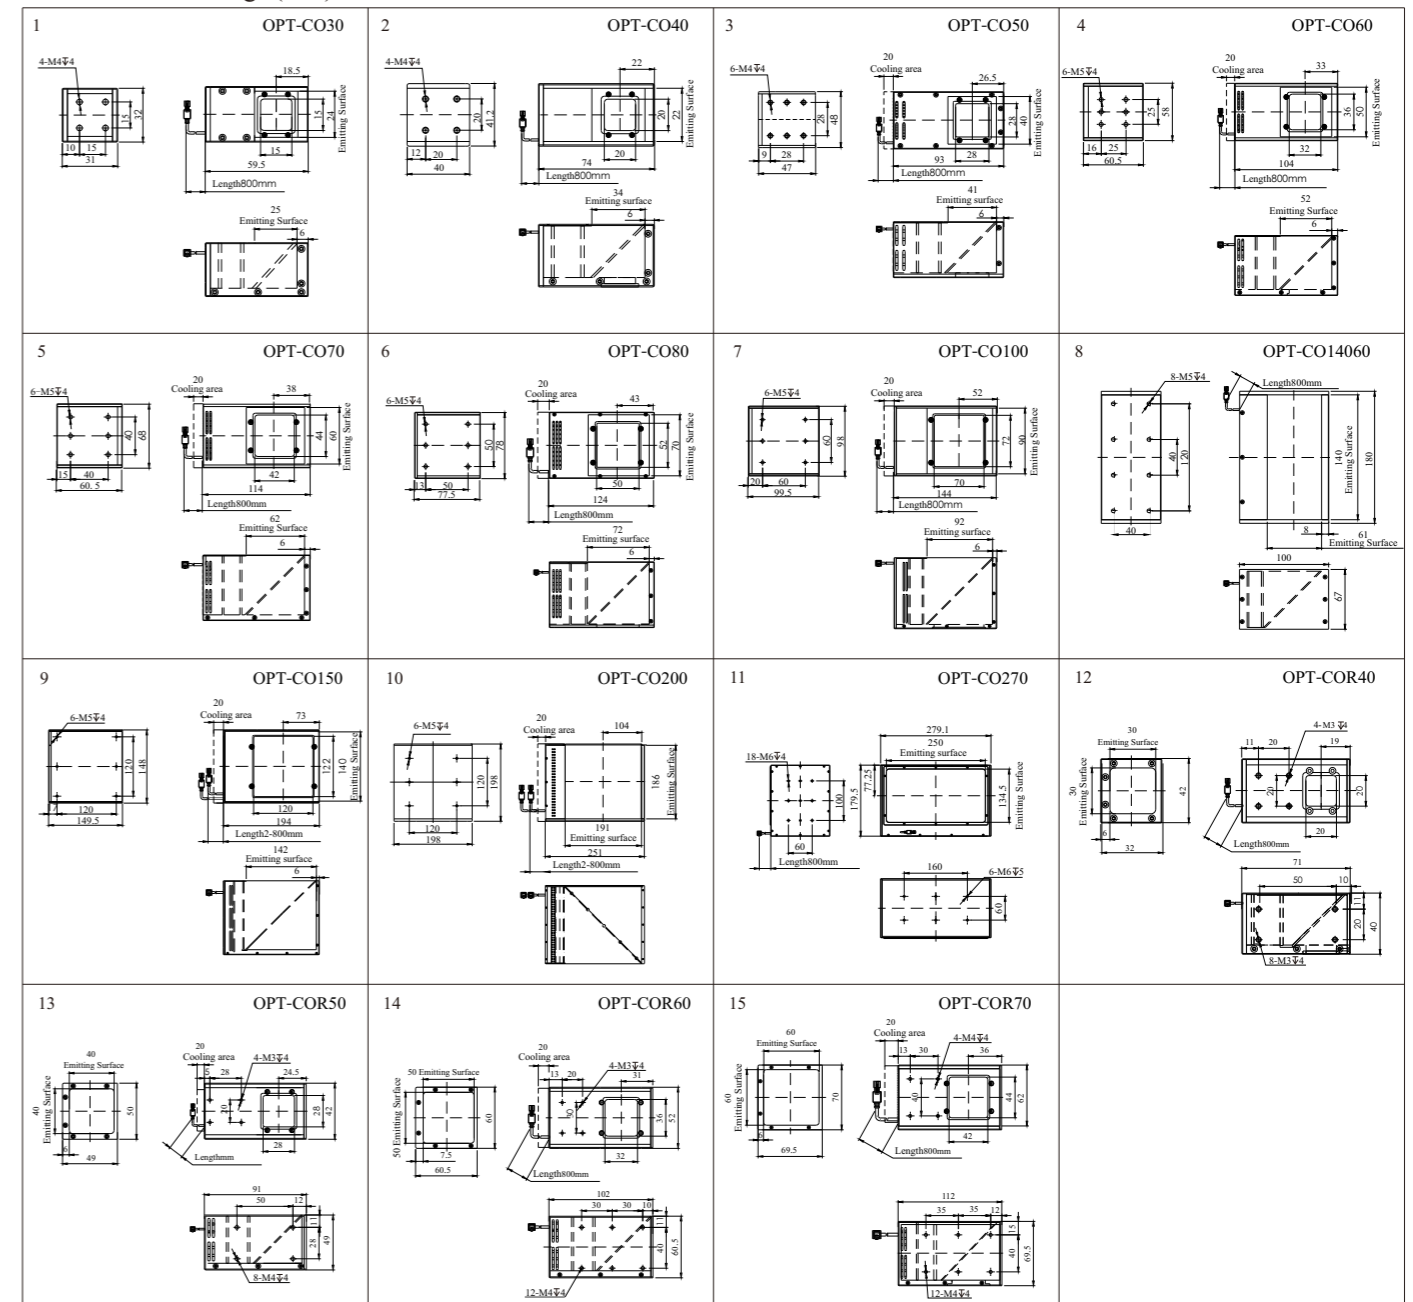 1 OPT-CO30
4-M4↧4
18.5
15
32
15
24
Emitting Surface
10 15
31
15
59.5
Length800mm
25
Emitting Surface
6
2 OPT-CO40
4-M4↧4
22
20
41.2
20
22
Emitting Surface
12 20
40
20
74
Length800mm
34
Emitting Surface
6
3 OPT-CO50
20
Cooling area
6-M4↧4
26.5
28
48
28
40
Emitting Surface
9 28
47
28
93
Length800mm
41
Emitting surface
6
4 OPT-CO60
20
Cooling area
6-M5↧4
33
25
58
36
50
Emitting Surface
16 25
60.5
32
104
Length800mm
52
Emitting Surface
6
5 OPT-CO70
20
Cooling area
6-M5↧4
38
40
68
44
60
Emitting Surface
15 40
60.5
42
114
Length800mm
62
Emitting Surface
6
6 OPT-CO80
20
Cooling area
6-M5↧4
43
50
78
52
70
Emitting Surface
13 50
77.5
50
124
Length800mm
72
Emitting surface
6
7 OPT-CO100
20
Cooling area
6-M5↧4
52
60
98
72
90
Emitting Surface
20 60
99.5
70
144
Length800mm
92
Emitting surface
6
8 OPT-CO14060
8-M5↧4
Length800mm
40
120
140
Emitting Surface
180
40
8
61
Emitting Surface
100
67
9 OPT-CO150
20
Cooling area
6-M5↧4
73
120
148
122
140
Emitting Surface
120
149.5
120
194
Length2-800mm
142
Emitting surface
6
10 OPT-CO200
20
Cooling area
6-M5↧4
104
120
198
186
Emitting Surface
120
198
191
Emitting surface
251
Length2-800mm
11 OPT-CO270
279.1
250
Emitting surface
18-M6↧4
77.25
179.5
100
134.5
Emitting Surface
60
Length800mm
160
6-M6↧5
60
12 OPT-COR40
30
Emitting Surface
4-M3↧4
11 20
19
30
Emitting Surface
42
20
20
6
32
20
Length800mm
71
50 10
11
20
40
8-M3↧4
13 OPT-COR50
40
Emitting Surface
20
Cooling area
4-M3↧4
5 28
24.5
40
Emitting Surface
50
20
28
42
6
49
28
Lengthmm
91
50 12
11
28
49
8-M4↧4
14 OPT-COR60
20
Cooling area
50 Emitting Surface
4-M3↧4
13 20
31
50 Emitting Surface
60
36
52
7.5
60.5
32
Length800mm
102
30 30 10
11
40
60.5
12-M4↧4
15 OPT-COR70
60
Emitting Surface
20
Cooling area
4-M4↧4
13 30
36
60
Emitting Surface
70
40
44
62
6
69.5
42
Length800mm
112
35 35 12
15
40
69.5
12-M4↧4